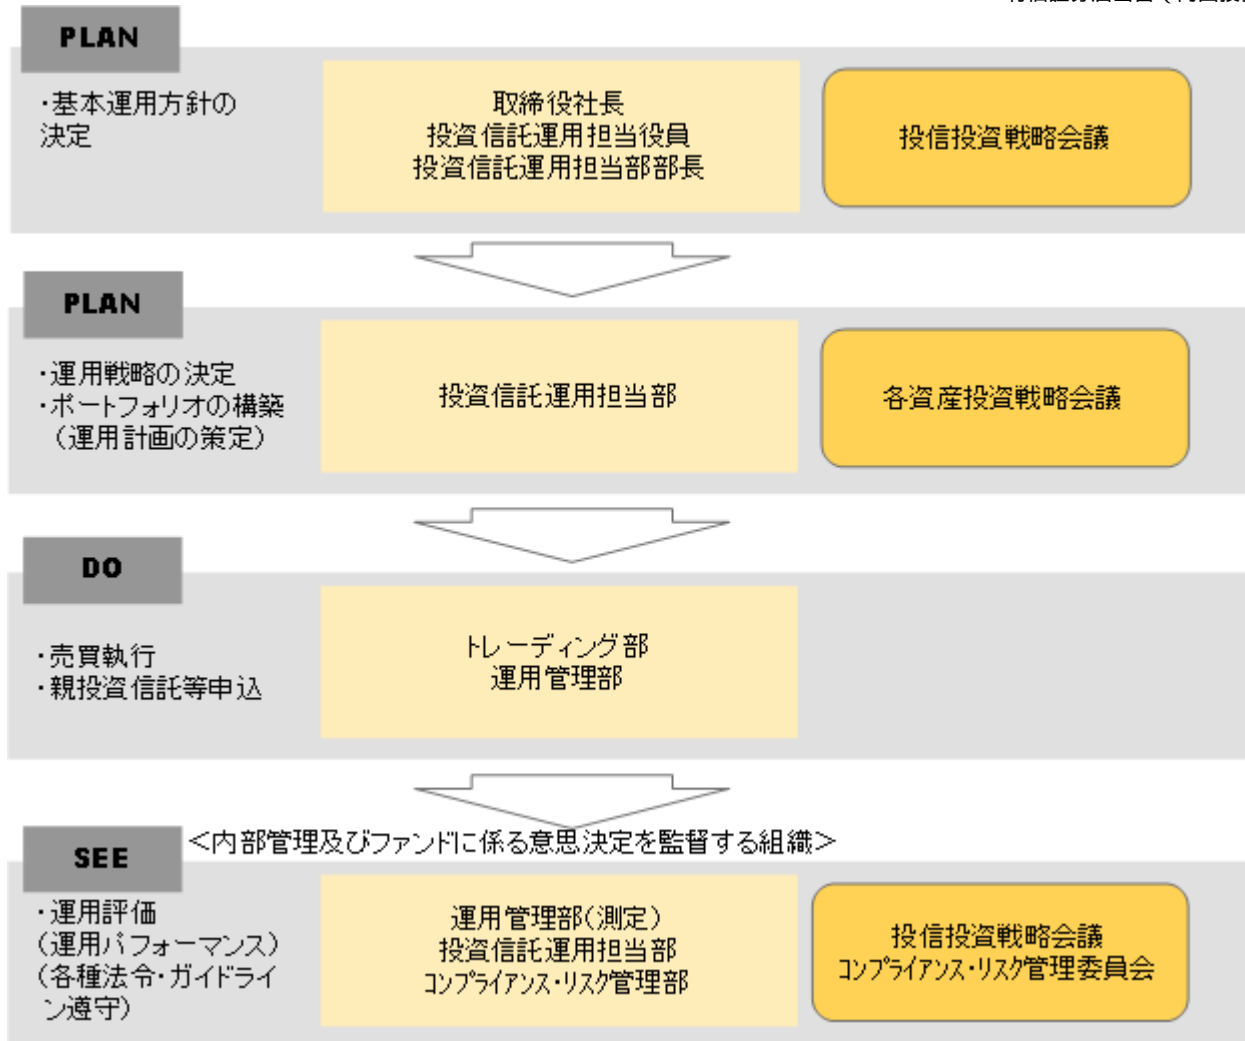 PLAN
・基本運用方針の
決定
取締役社長
投資信託運用担当役員
投資信託運用担当部部長
投信投資戦略会議
PLAN
・運用戦略の決定
・ポートフォリオの構築
（運用計画の策定）
投資信託運用担当部
各資産投資戦略会議
DO
・売買執行
・親投資信託等申込
トレーディング部
運用管理部
SEE
＜内部管理及びファンドに係る意思決定を監督する組織＞
・運用評価
（運用パフォーマンス）
（各種法令・ガイドライ
ン遵守）
運用管理部（測定）
投資信託運用担当部
コンプライアンス・リスク管理部
投信投資戦略会議
コンプライアンス・リスク管理委員会